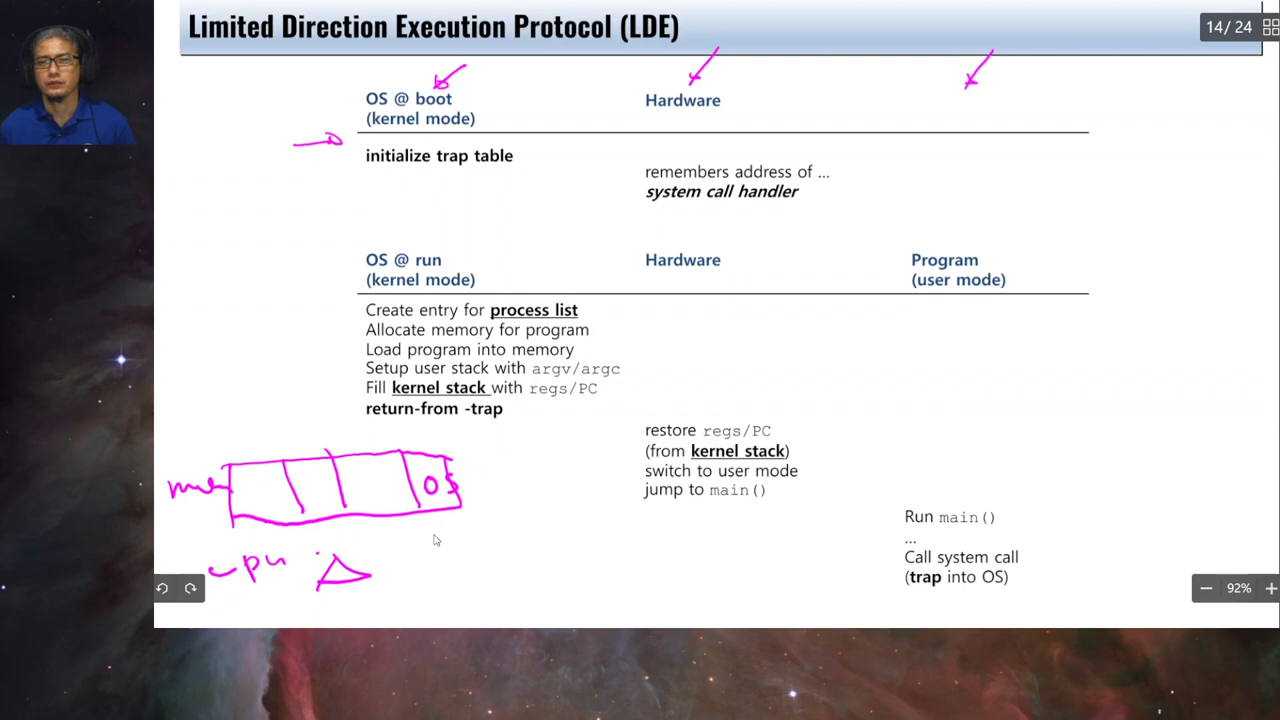 Limited Direction Execution Protocol (LDE)
14 / 24
OS @ boot
(kernel mode)
Hardware
initialize trap table
remembers address of ...
system call handler
OS @ run
(kernel mode)
Hardware
Program
(user mode)
Create entry for process list
Allocate memory for program
Load program into memory
Setup user stack with argv/argc
Fill kernel stack with regs/PC
return-from -trap
restore regs/PC
(from kernel stack)
switch to user mode
jump to main()
Run main()
...
Call system call
(trap into OS)
OS
cpu
92%